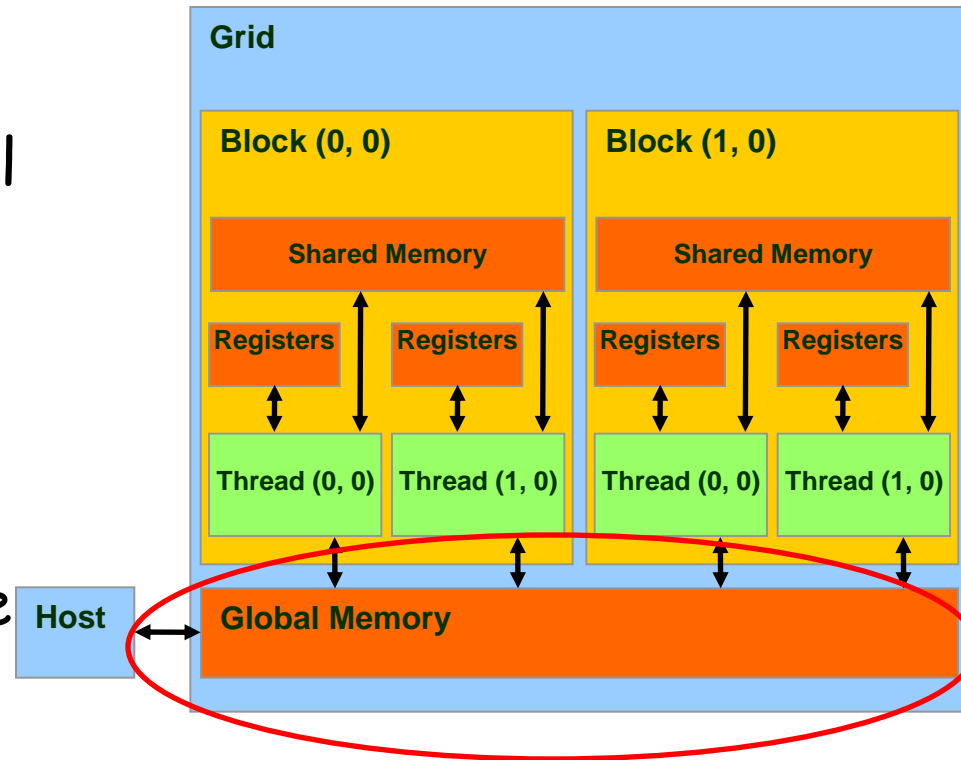 Grid
Block (0, 0)
Block (1, 0)
Shared Memory
Shared Memory
Registers
Registers
Registers
Registers
Thread (0, 0)
Thread (1, 0)
Thread (0, 0)
Thread (1, 0)
Host
Global Memory